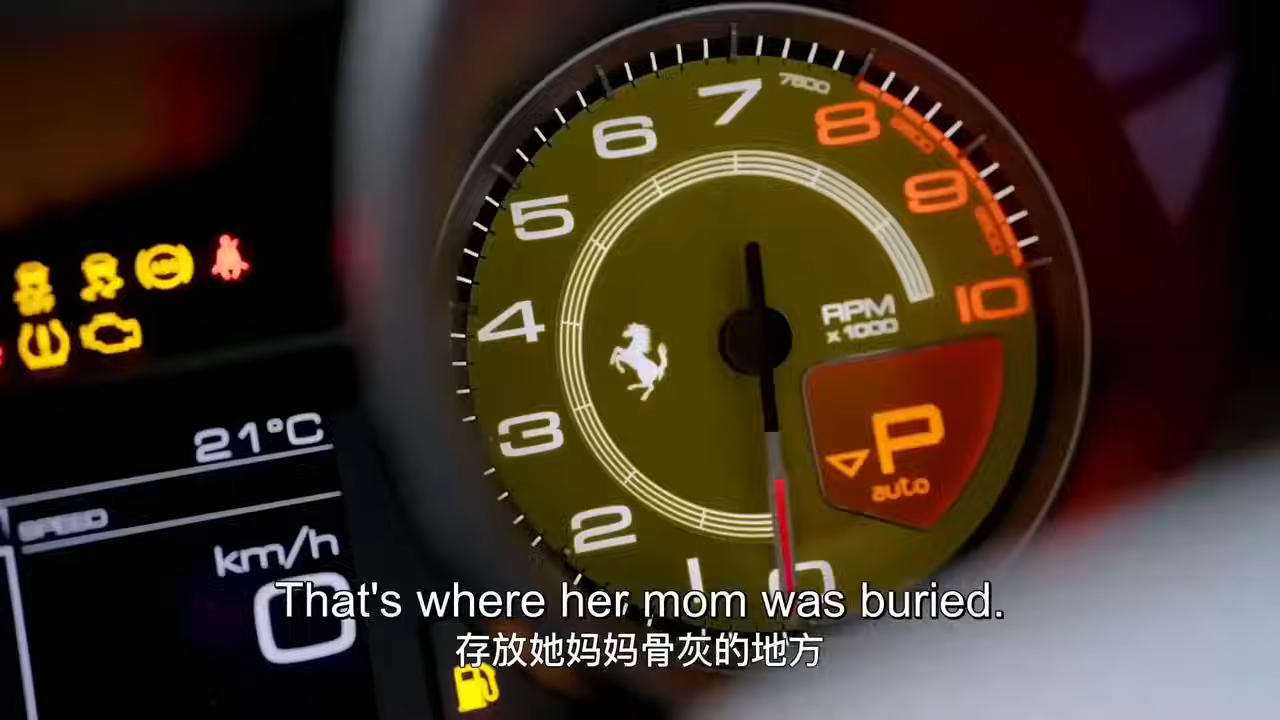 7
7500
8
6
9
5
RPM
x1000
10
4
21°C
3
P
auto
SPEED
2
km/h
0
1
0
That's where her mom was buried.
存放她妈妈骨灰的地方